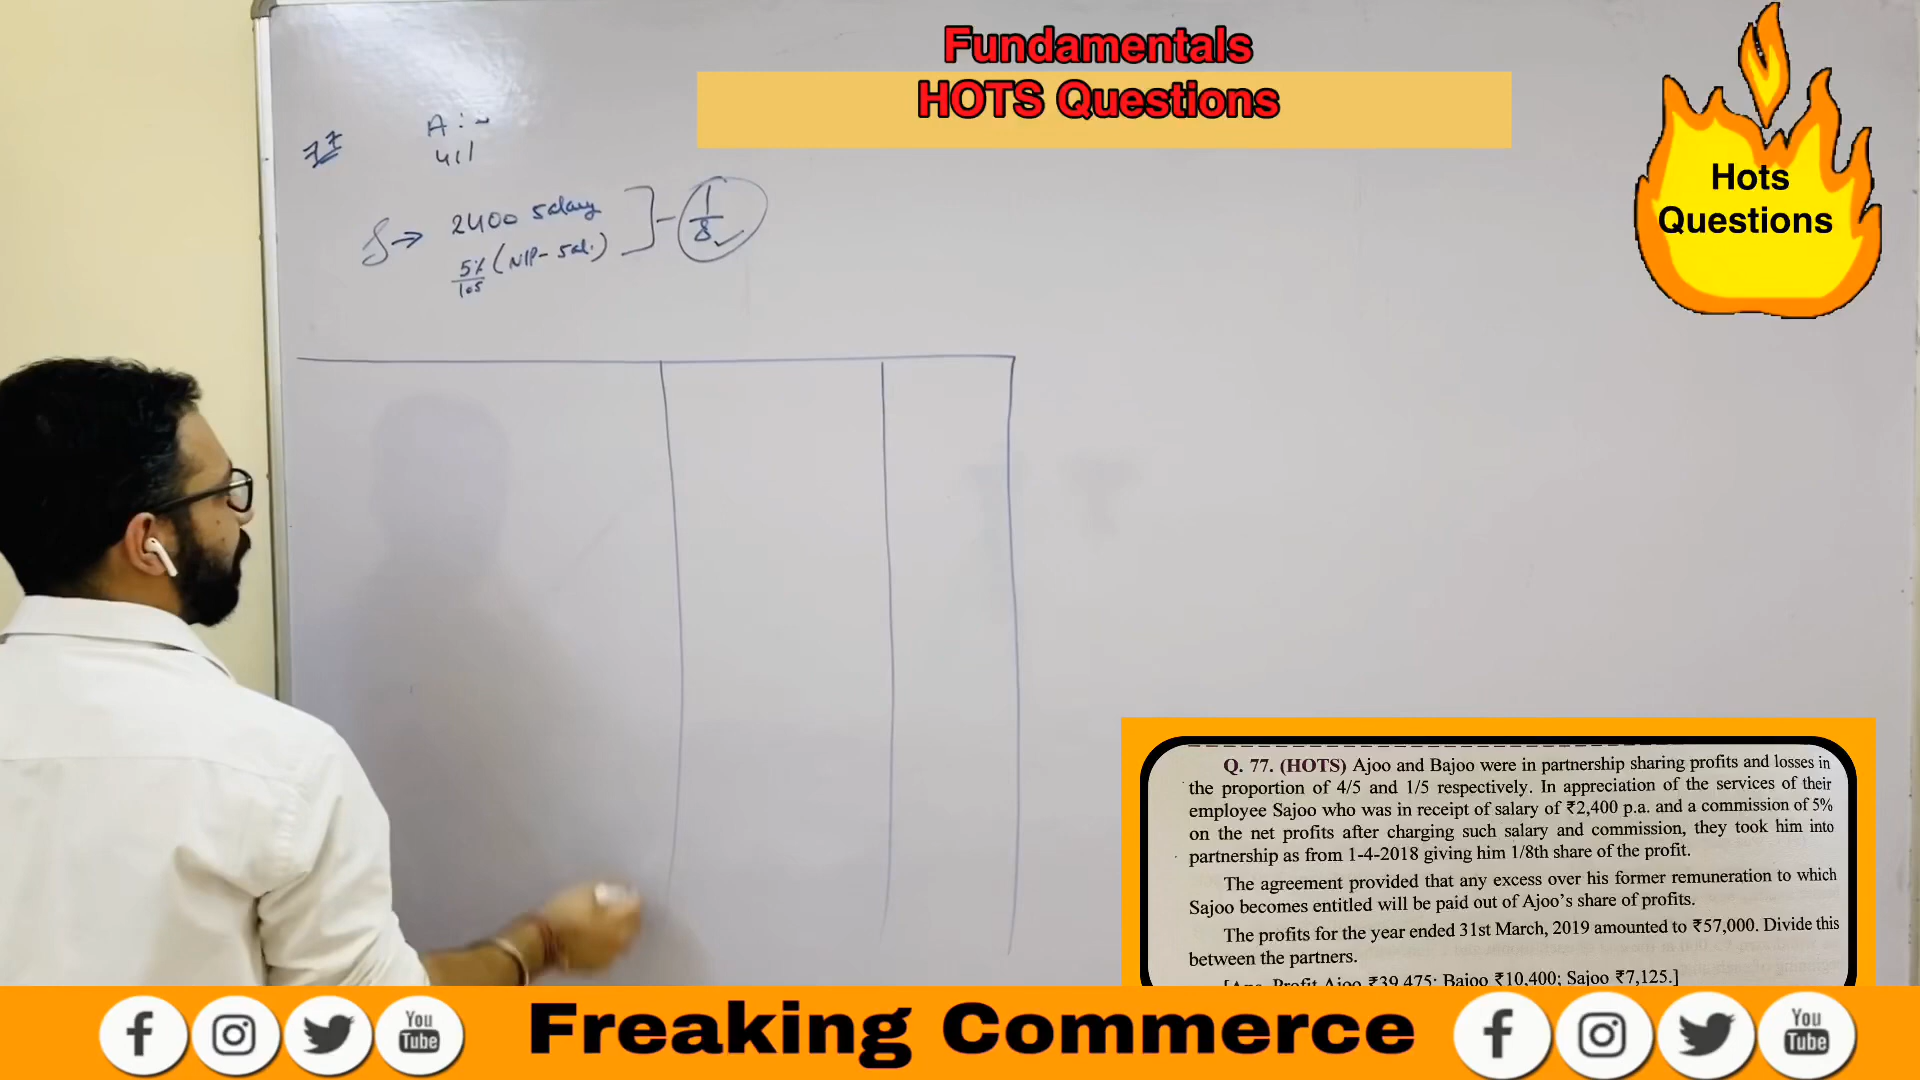 Fundamentals
HOTS Questions
Hots
Questions
77
A :
4 : 1
S → 2400 Salary
5% (N/P - Sal.)
105
1
8
Q. 77. (HOTS) Ajoo and Bajoo were in partnership sharing profits and losses in
the proportion of 4/5 and 1/5 respectively. In appreciation of the services of their
employee Sajoo who was in receipt of salary of ₹2,400 p.a. and a commission of 5%
on the net profits after charging such salary and commission, they took him into
partnership as from 1-4-2018 giving him 1/8th share of the profit.
The agreement provided that any excess over his former remuneration to which
Sajoo becomes entitled will be paid out of Ajoo's share of profits.
The profits for the year ended 31st March, 2019 amounted to ₹57,000. Divide this
between the partners.
[Ans. Profit Ajoo ₹39,475; Bajoo ₹10,400; Sajoo ₹7,125.]
You
Tube
Freaking Commerce
You
Tube